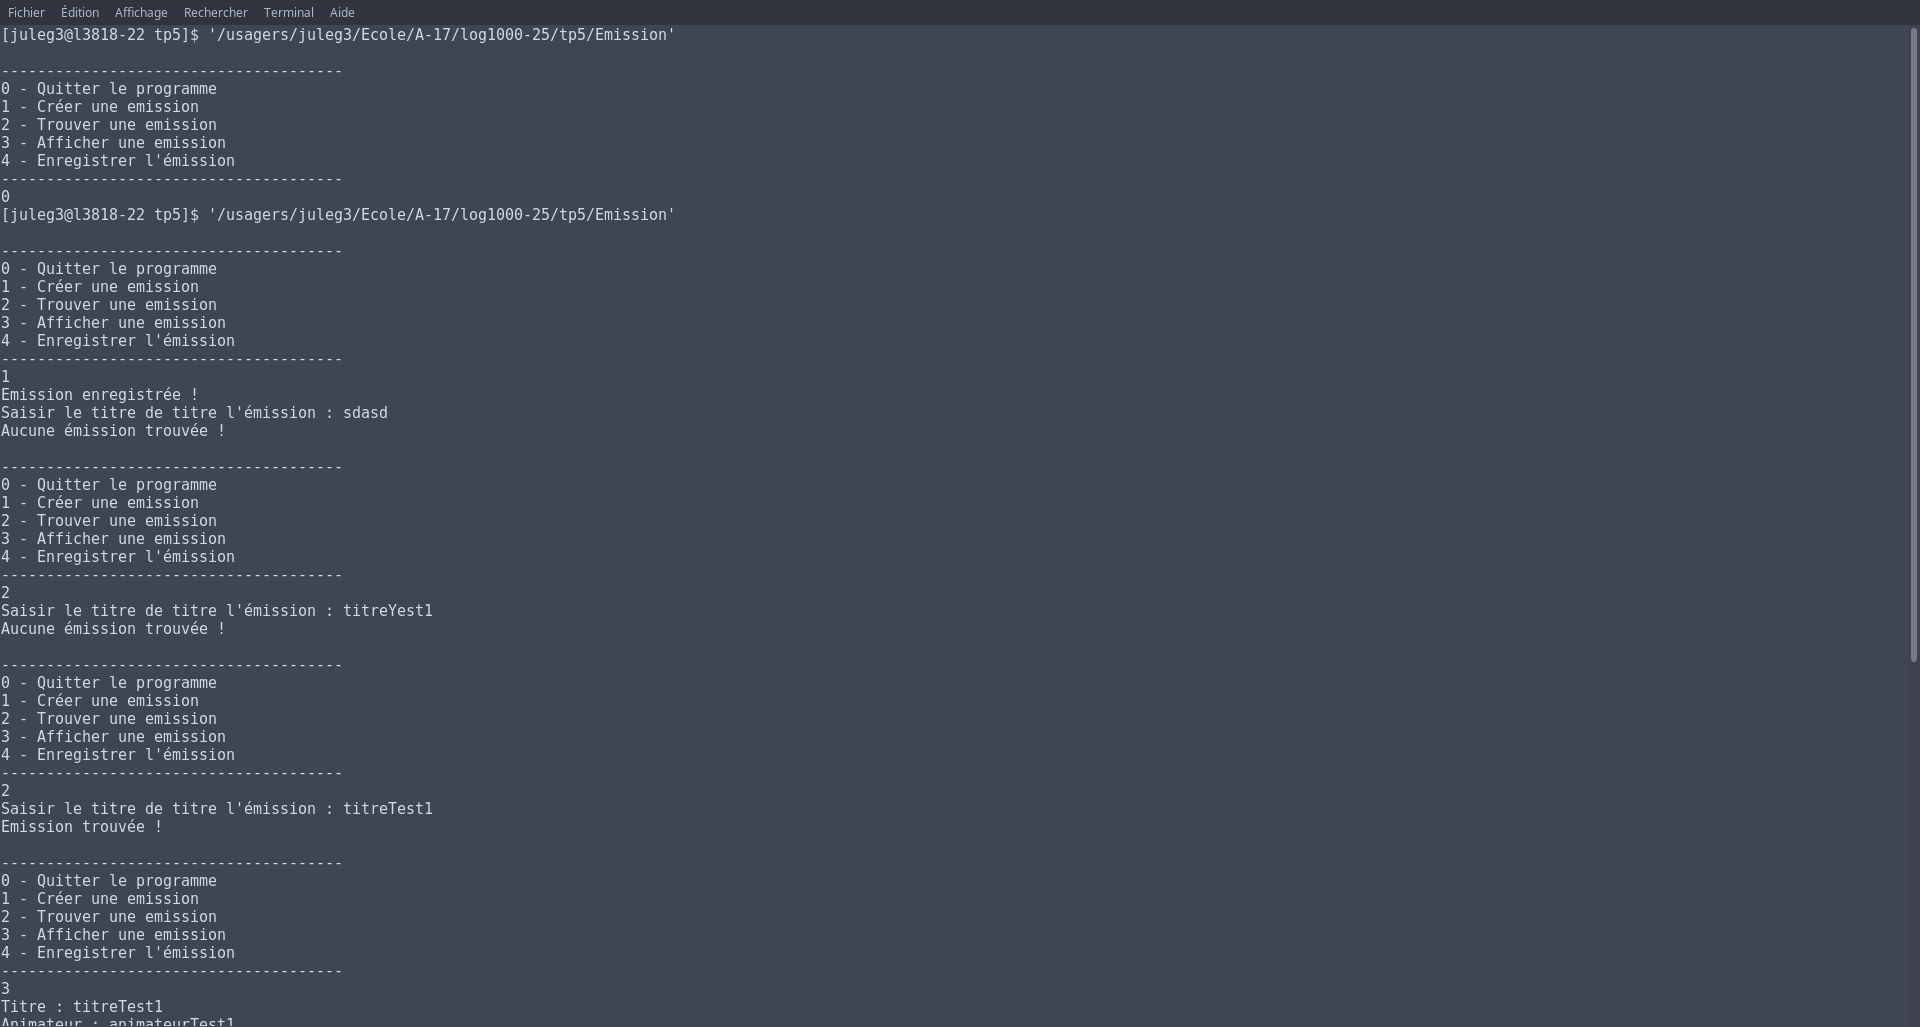 Fichier Édition Affichage Rechercher Terminal Aide
[juleg3@l3818-22 tp5]$ '/usagers/juleg3/Ecole/A-17/log1000-25/tp5/Emission'
--------------------------------------
0 - Quitter le programme
1 - Créer une emission
2 - Trouver une emission
3 - Afficher une emission
4 - Enregistrer l'émission
--------------------------------------
0
[juleg3@l3818-22 tp5]$ '/usagers/juleg3/Ecole/A-17/log1000-25/tp5/Emission'
--------------------------------------
0 - Quitter le programme
1 - Créer une emission
2 - Trouver une emission
3 - Afficher une emission
4 - Enregistrer l'émission
--------------------------------------
1
Emission enregistrée !
Saisir le titre de titre l'émission : sdasd
Aucune émission trouvée !
--------------------------------------
0 - Quitter le programme
1 - Créer une emission
2 - Trouver une emission
3 - Afficher une emission
4 - Enregistrer l'émission
--------------------------------------
2
Saisir le titre de titre l'émission : titreYest1
Aucune émission trouvée !
--------------------------------------
0 - Quitter le programme
1 - Créer une emission
2 - Trouver une emission
3 - Afficher une emission
4 - Enregistrer l'émission
--------------------------------------
2
Saisir le titre de titre l'émission : titreTest1
Emission trouvée !
--------------------------------------
0 - Quitter le programme
1 - Créer une emission
2 - Trouver une emission
3 - Afficher une emission
4 - Enregistrer l'émission
--------------------------------------
3
Titre : titreTest1
Animateur : animateurTest1